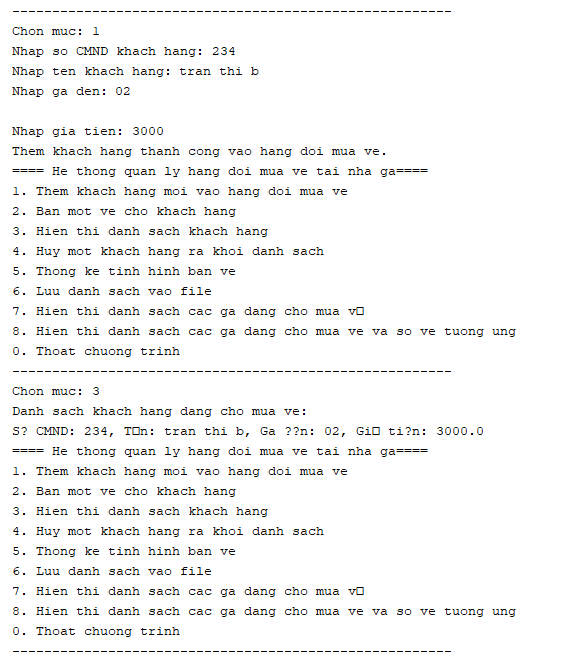 --------------------------------------------------------
Chon muc: 1
Nhap so CMND khach hang: 234
Nhap ten khach hang: tran thi b
Nhap ga den: 02
Nhap gia tien: 3000
Them khach hang thanh cong vao hang doi mua ve.
==== He thong quan ly hang doi mua ve tai nha ga====
1. Them khach hang moi vao hang doi mua ve
2. Ban mot ve cho khach hang
3. Hien thi danh sach khach hang
4. Huy mot khach hang ra khoi danh sach
5. Thong ke tinh hinh ban ve
6. Luu danh sach vao file
7. Hien thi danh sach cac ga dang cho mua v□
8. Hien thi danh sach cac ga dang cho mua ve va so ve tuong ung
0. Thoat chuong trinh
--------------------------------------------------------
Chon muc: 3
Danh sach khach hang dang cho mua ve:
S? CMND: 234, T□n: tran thi b, Ga ??n: 02, Gi□ ti?n: 3000.0
==== He thong quan ly hang doi mua ve tai nha ga====
1. Them khach hang moi vao hang doi mua ve
2. Ban mot ve cho khach hang
3. Hien thi danh sach khach hang
4. Huy mot khach hang ra khoi danh sach
5. Thong ke tinh hinh ban ve
6. Luu danh sach vao file
7. Hien thi danh sach cac ga dang cho mua v□
8. Hien thi danh sach cac ga dang cho mua ve va so ve tuong ung
0. Thoat chuong trinh
--------------------------------------------------------